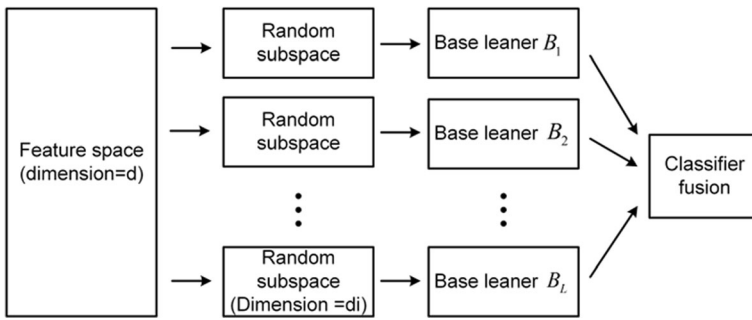 Feature space
(dimension=d)
Random
subspace
Base leaner B₁
Random
subspace
Base leaner B₂
Random
subspace
(Dimension =di)
Base leaner B_L
Classifier
fusion